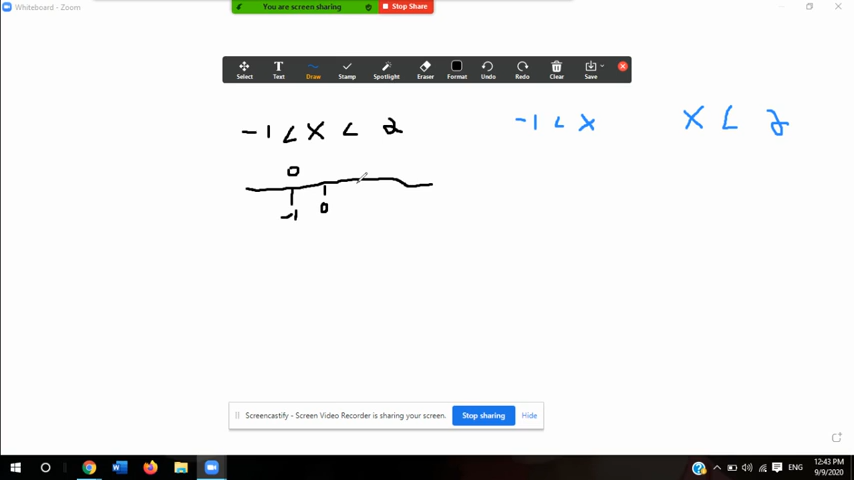 Whiteboard - Zoom
You are screen sharing Stop Share
Select Text Draw Stamp Spotlight Eraser Format Undo Redo Clear Save
-1 < X < 2
-1 < X
X < 2
0
-1 0
Screencastify - Screen Video Recorder is sharing your screen. Stop sharing Hide
ENG
12:43 PM
9/9/2020